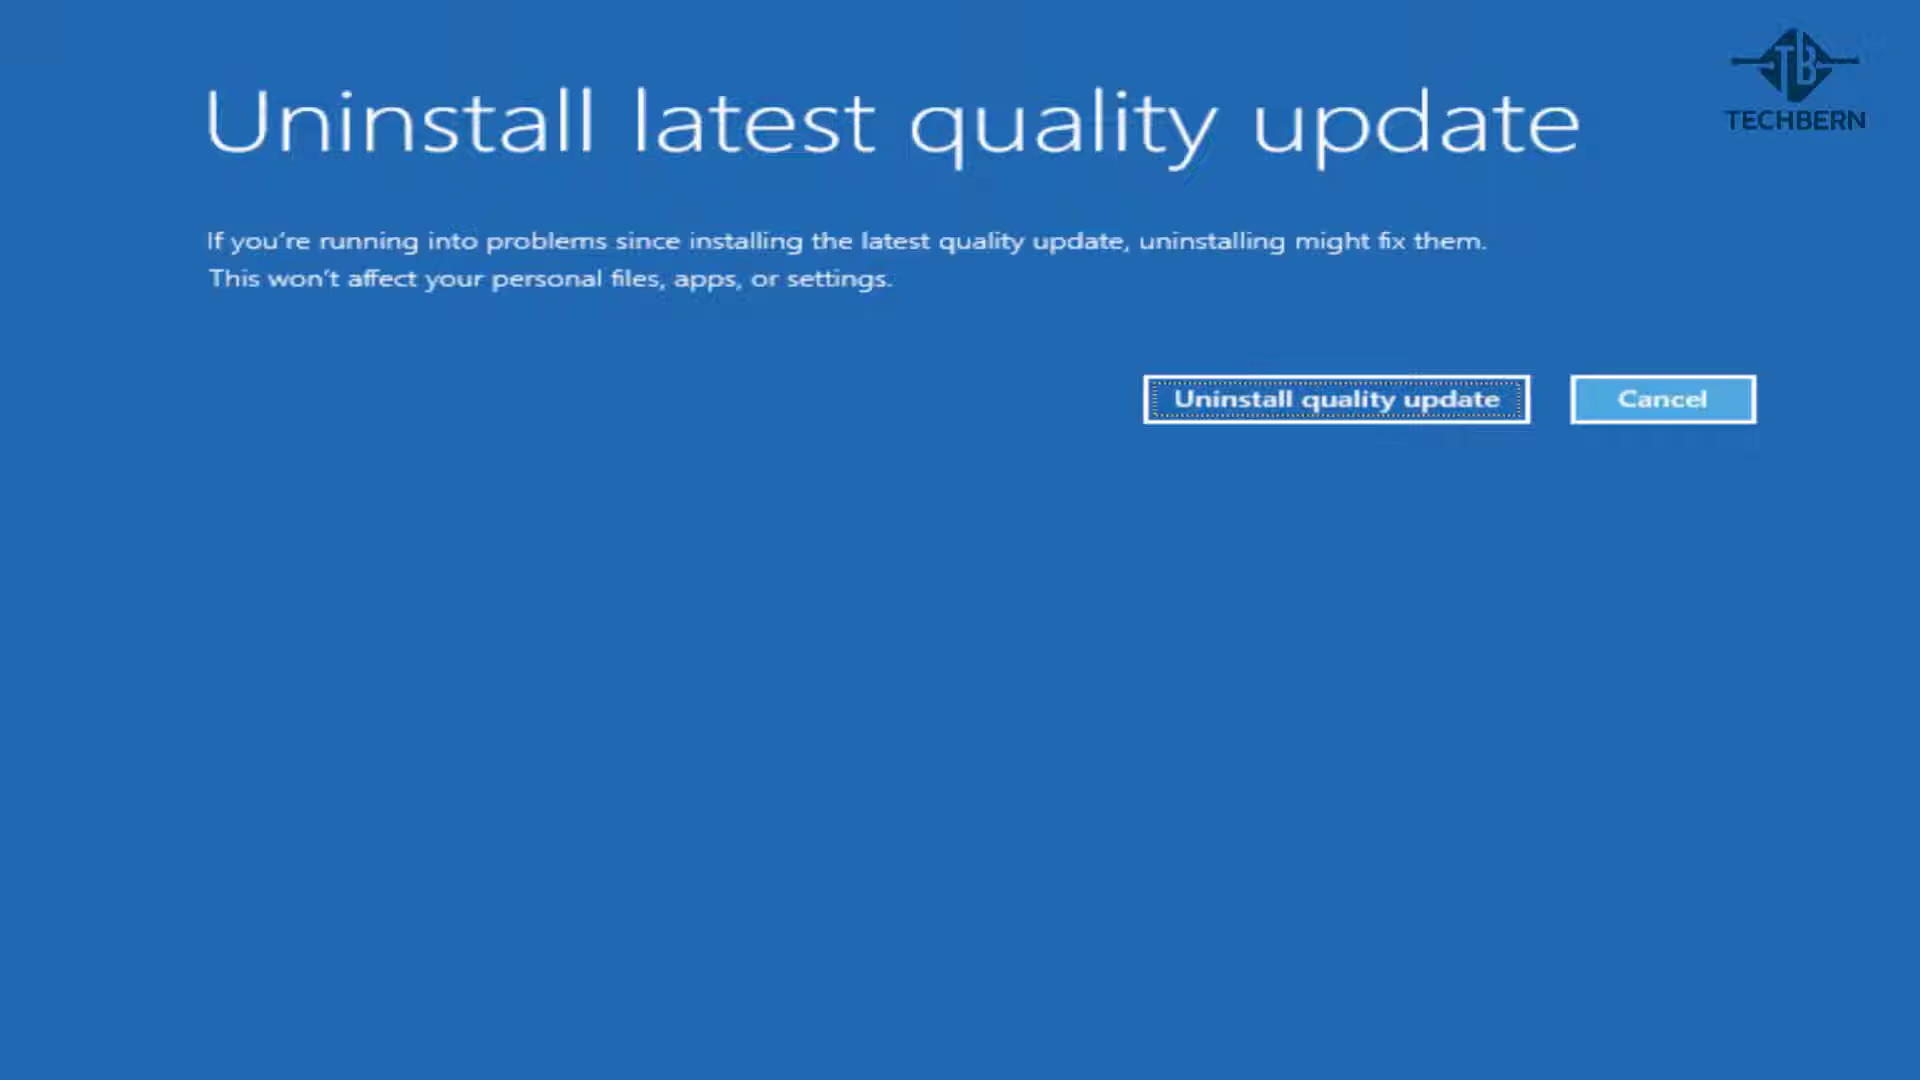 TB
TECHBERN
Uninstall latest quality update
If you’re running into problems since installing the latest quality update, uninstalling might fix them.
This won’t affect your personal files, apps, or settings.
Uninstall quality update
Cancel